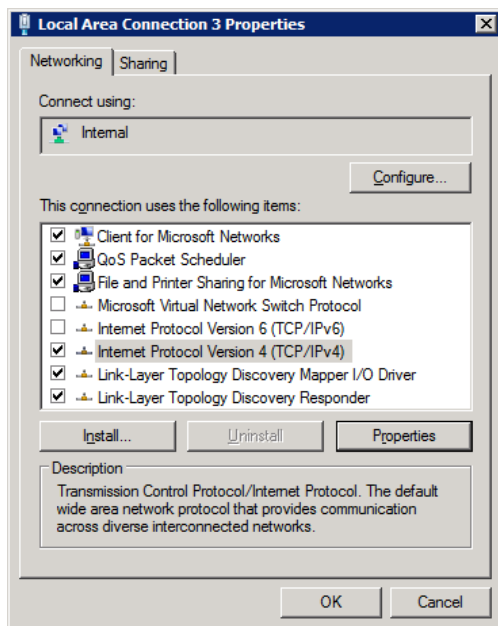 Local Area Connection 3 Properties
Networking
Sharing
Connect using:
Internal
Configure...
This connection uses the following items:
Client for Microsoft Networks
QoS Packet Scheduler
File and Printer Sharing for Microsoft Networks
Microsoft Virtual Network Switch Protocol
Internet Protocol Version 6 (TCP/IPv6)
Internet Protocol Version 4 (TCP/IPv4)
Link-Layer Topology Discovery Mapper I/O Driver
Link-Layer Topology Discovery Responder
Install...
Uninstall
Properties
Description
Transmission Control Protocol/Internet Protocol. The default
wide area network protocol that provides communication
across diverse interconnected networks.
OK
Cancel